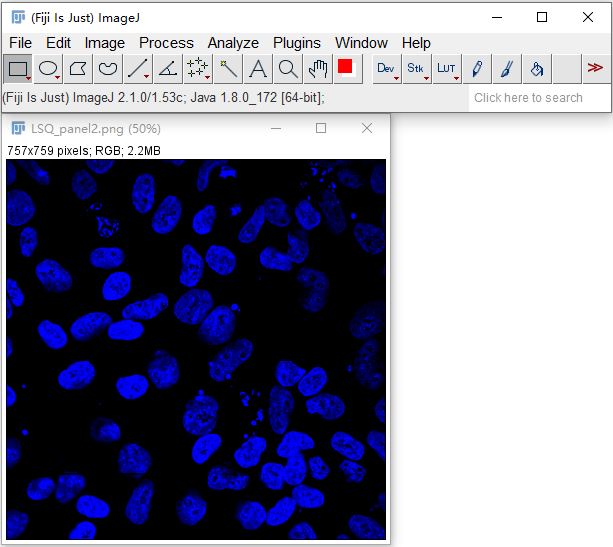 (Fiji Is Just) ImageJ
File Edit Image Process Analyze Plugins Window Help
A Dev Stk LUT >>
(Fiji Is Just) ImageJ 2.1.0/1.53c; Java 1.8.0_172 [64-bit]; Click here to search
LSQ_panel2.png (50%)
757x759 pixels; RGB; 2.2MB